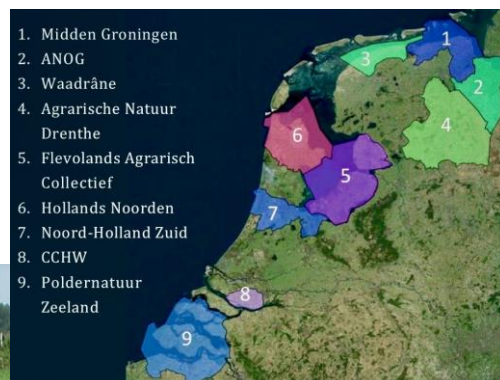 1. Midden Groningen
2. ANOG
3. Waadrâne
4. Agrarische Natuur
Drenthe
5. Flevolands Agrarisch
Collectief
6. Hollands Noorden
7. Noord-Holland Zuid
8. CCHW
9. Poldernatuur
Zeeland
1
3
2
4
6
5
7
8
9